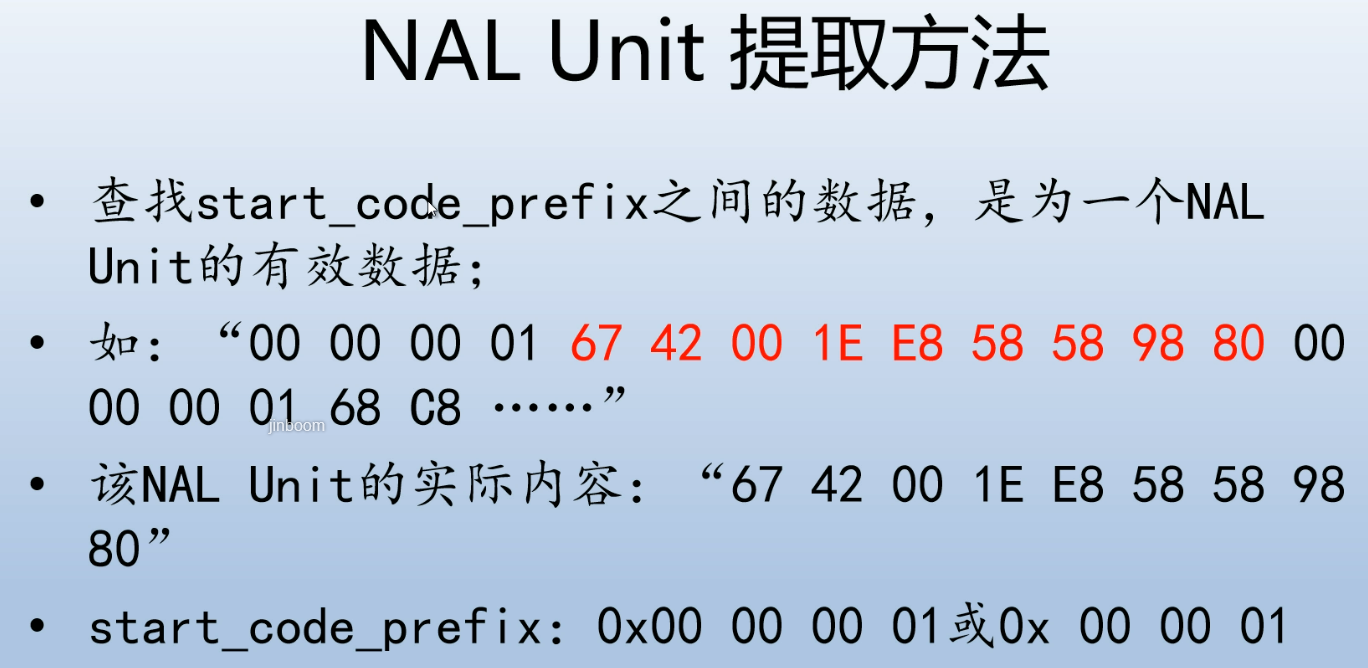 NAL Unit 提取方法
• 查找start_code_prefix之间的数据，是为一个NAL
Unit的有效数据；
• 如：“00 00 00 01 67 42 00 1E E8 58 58 98 80 00
00 00 01 68 C8 ……”
jinboom
• 该NAL Unit的实际内容：“67 42 00 1E E8 58 58 98
80”
• start_code_prefix：0x00 00 00 01或0x 00 00 01